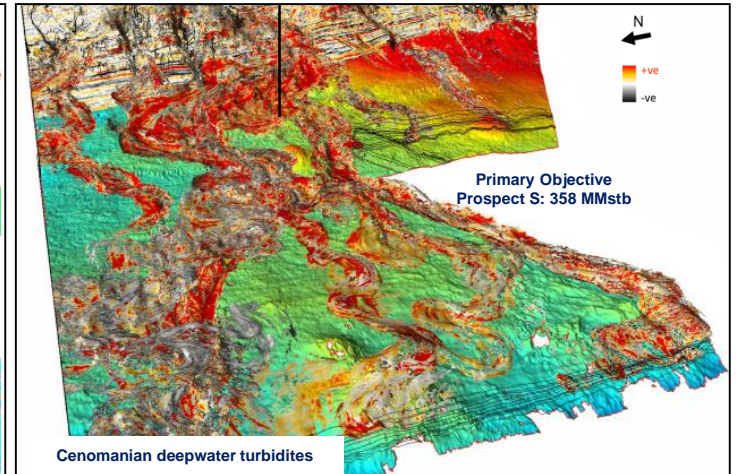 N
+ve
-ve
Primary Objective
Prospect S: 358 MMstb
Cenomanian deepwater turbidites